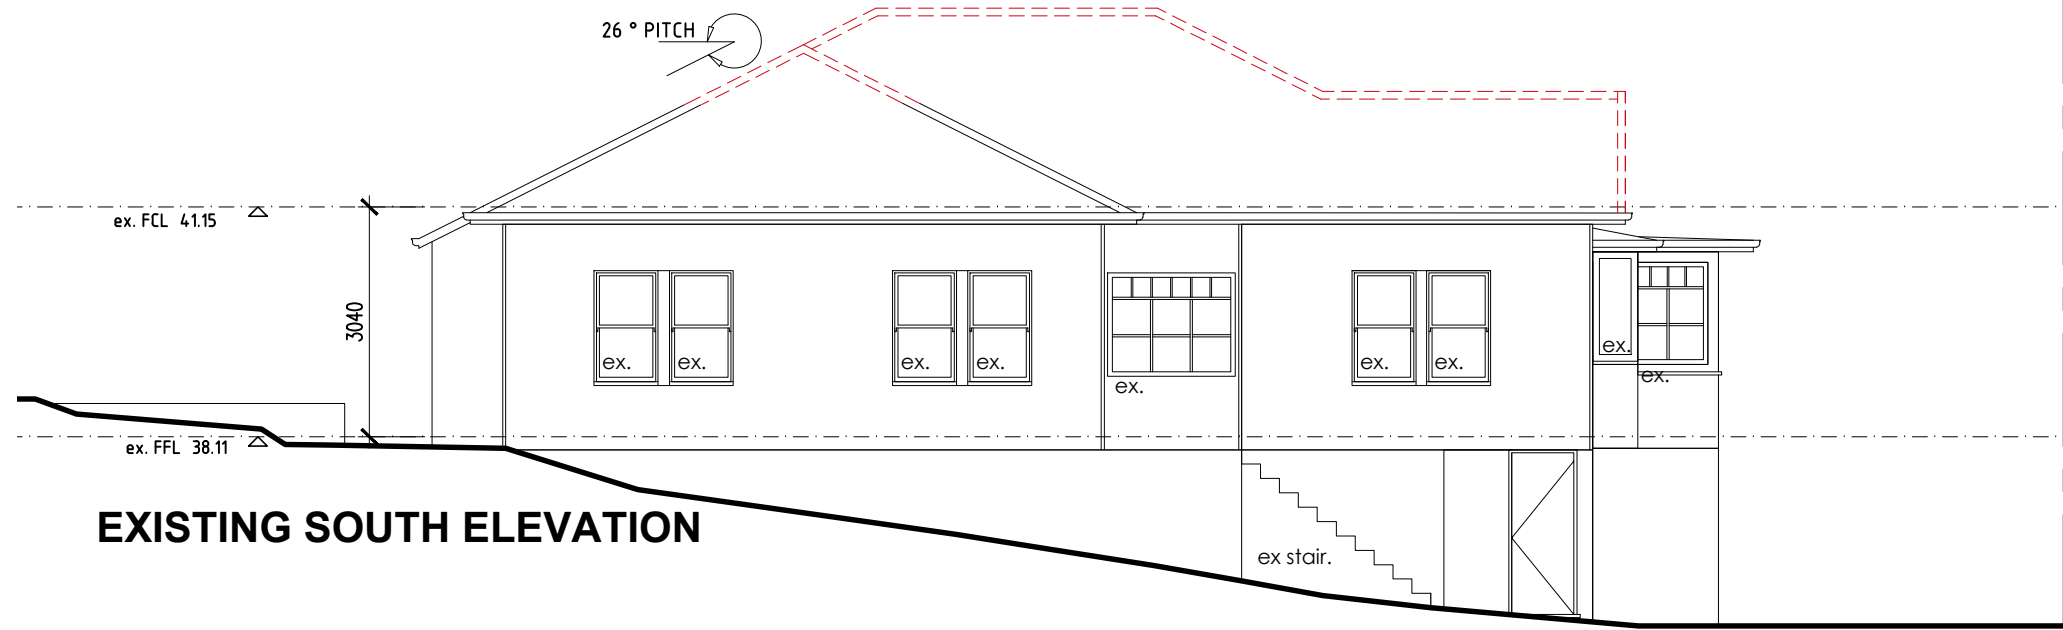 26 ° PITCH
ex. FCL 41.15
3040
ex.
ex.
ex.
ex.
ex.
ex.
ex.
ex.
ex.
ex. FFL 38.11
EXISTING SOUTH ELEVATION
ex stair.